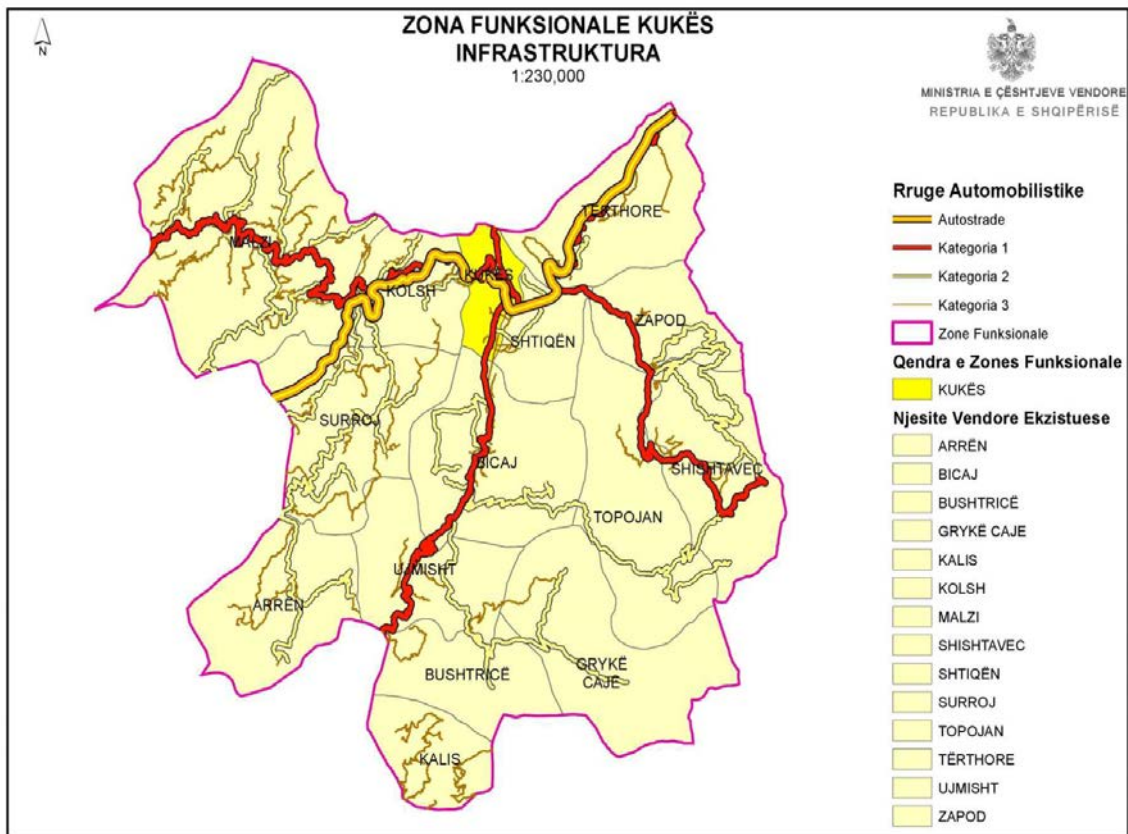 ZONA FUNKSIONALE KUKËS
INFRASTRUKTURA
1:230,000
N
MINISTRIA E ÇËSHTJEVE VENDORE
REPUBLIKA E SHQIPËRISË
TËRTHORE
MALZI
KUKËS
KOLSH
ZAPOD
SHTIQËN
SURROJ
BICAJ
SHISHTAVEC
TOPOJAN
UJMISHT
ARRËN
BUSHTRICË
GRYKË
CAJË
KALIS
Rruge Automobilistike
Autostrade
Kategoria 1
Kategoria 2
Kategoria 3
Zone Funksionale
Qendra e Zones Funksionale
KUKËS
Njesite Vendore Ekzistuese
ARRËN
BICAJ
BUSHTRICË
GRYKË CAJE
KALIS
KOLSH
MALZI
SHISHTAVEC
SHTIQËN
SURROJ
TOPOJAN
TËRTHORE
UJMISHT
ZAPOD